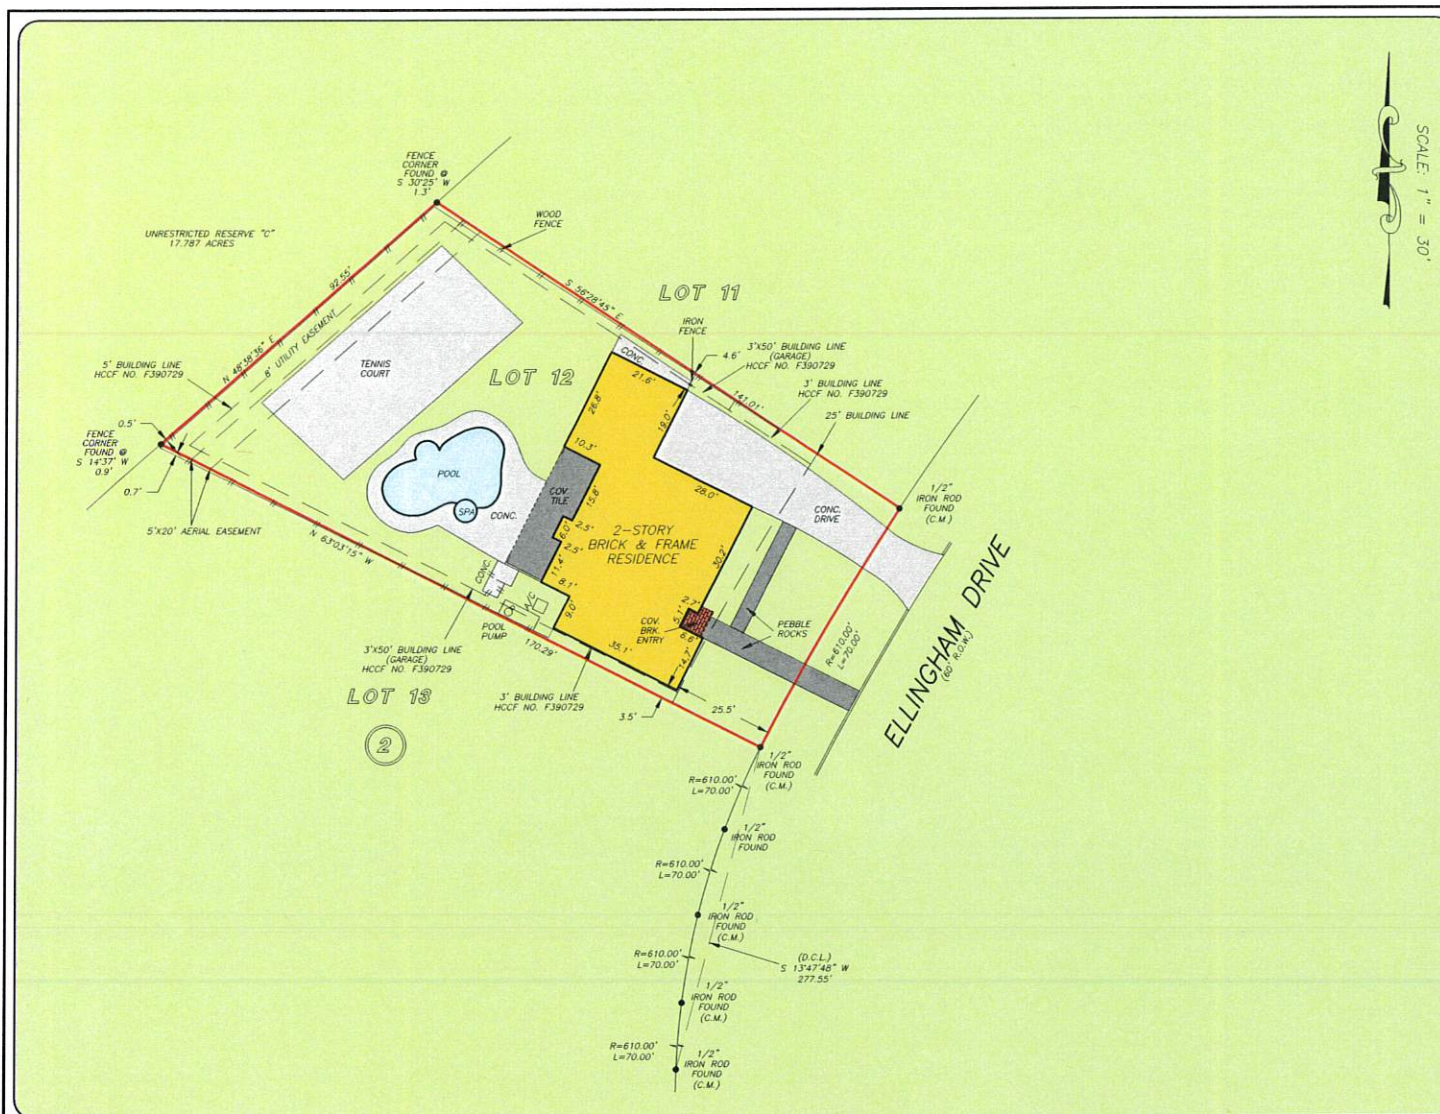 SCALE: 1" = 30'
FENCE
CORNER
FOUND @
S 30°25' W
1.3'
UNRESTRICTED RESERVE "C"
17.787 ACRES
WOOD
FENCE
92.55'
N 48°38'36" E
8' UTILITY EASEMENT
S 56°28'45" E
141.01'
LOT 11
IRON
FENCE
4.6'
3'X50' BUILDING LINE
(GARAGE)
HCCF NO. F390729
3' BUILDING LINE
HCCF NO. F390729
25' BUILDING LINE
5' BUILDING LINE
HCCF NO. F390729
TENNIS
COURT
LOT 12
CONC.
21.6'
26.8'
19.0'
10.3'
28.0'
0.5'
FENCE
CORNER
FOUND @
S 14°37' W
0.9'
0.7'
5'X20' AERIAL EASEMENT
POOL
SPA
CONC.
COV.
TILE
15.8'
2.5'
6.0'
2.5'
11.4'
8.1'
9.0'
2-STORY
BRICK & FRAME
RESIDENCE
30.2'
CONC.
DRIVE
1/2"
IRON ROD
FOUND
(C.M.)
N 63°03'15" W
170.29'
CONC.
A/C
POOL
PUMP
COV.
BRK.
ENTRY
2.7'
5.1'
6.6'
14.7'
35.1'
PEBBLE
ROCKS
R=610.00'
L=70.00'
ELLINGHAM DRIVE
(60' R.O.W.)
3'X50' BUILDING LINE
(GARAGE)
HCCF NO. F390729
LOT 13
2
3' BUILDING LINE
HCCF NO. F390729
3.5'
25.5'
1/2"
IRON ROD
FOUND
(C.M.)
R=610.00'
L=70.00'
1/2"
IRON ROD
FOUND
R=610.00'
L=70.00'
1/2"
IRON ROD
FOUND
(C.M.)
R=610.00'
L=70.00'
(D.C.L.)
S 13°47'48" W
277.55'
1/2"
IRON ROD
FOUND
(C.M.)
R=610.00'
L=70.00'
1/2"
IRON ROD
FOUND
(C.M.)